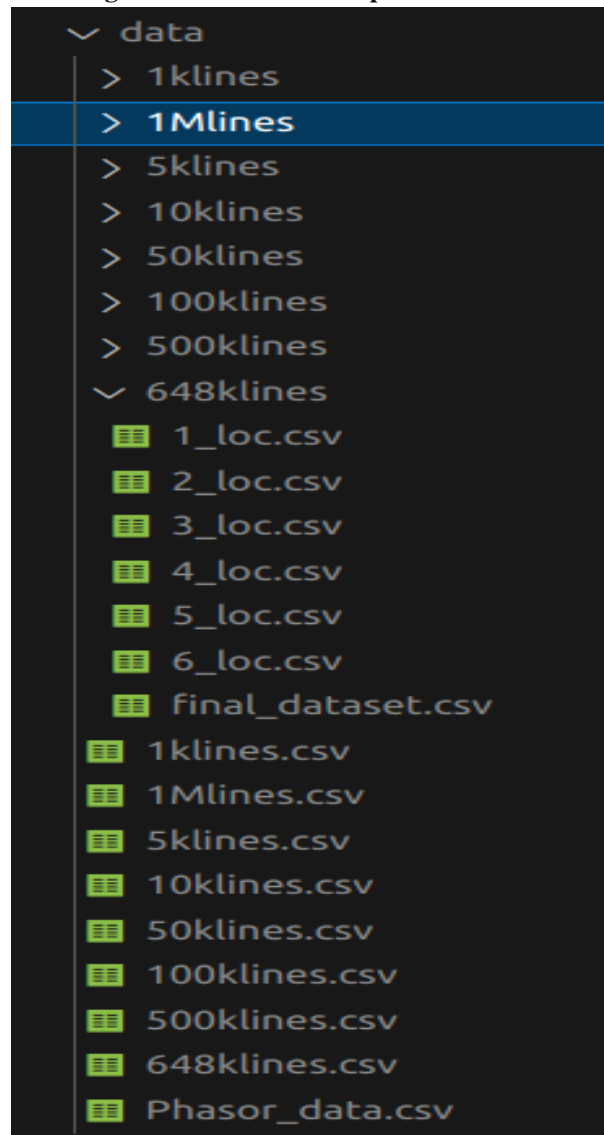 data
1klines
1Mlines
5klines
10klines
50klines
100klines
500klines
648klines
1_loc.csv
2_loc.csv
3_loc.csv
4_loc.csv
5_loc.csv
6_loc.csv
final_dataset.csv
1klines.csv
1Mlines.csv
5klines.csv
10klines.csv
50klines.csv
100klines.csv
500klines.csv
648klines.csv
Phasor_data.csv